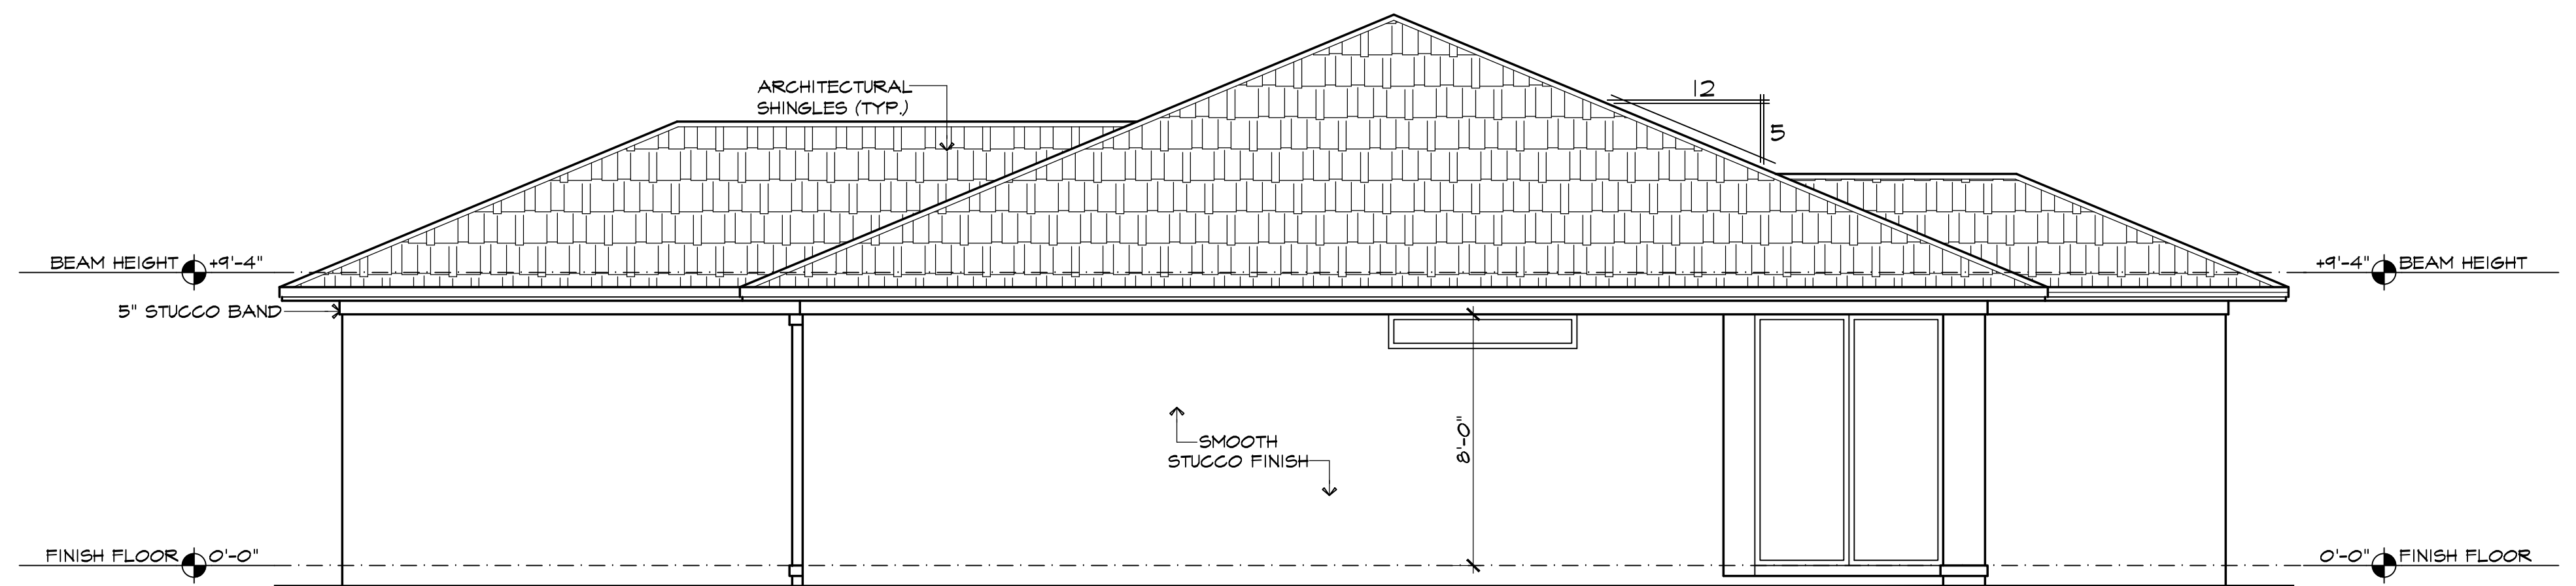 12
ARCHITECTURAL
SHINGLES (TYP.)
5
BEAM HEIGHT +9'-4"
+9'-4" BEAM HEIGHT
5" STUCCO BAND
8'-0"
SMOOTH
STUCCO FINISH
FINISH FLOOR 0'-0"
0'-0" FINISH FLOOR